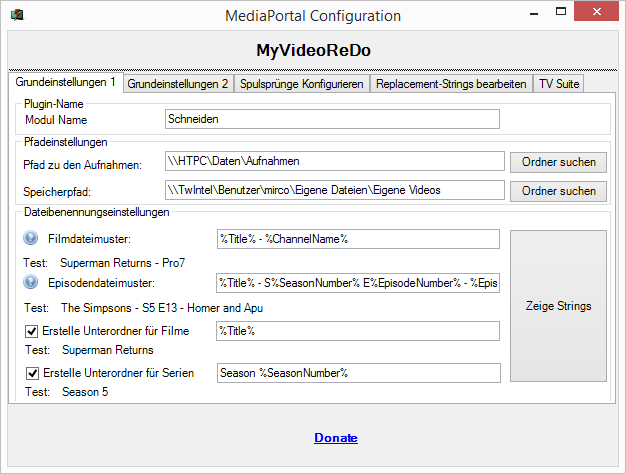 MediaPortal Configuration
MyVideoReDo
Grundeinstellungen 1 Grundeinstellungen 2 Spulsprünge Konfigurieren Replacement-Strings bearbeiten TV Suite
Plugin-Name
Modul Name Schneiden
Pfadeinstellungen
Pfad zu den Aufnahmen: \\HTPC\Daten\Aufnahmen Ordner suchen
Speicherpfad: \\TwIntel\Benutzer\mirco\Eigene Dateien\Eigene Videos Ordner suchen
Dateibenennungseinstellungen
Filmdateimuster: %Title% - %ChannelName%
Test: Superman Returns - Pro7
Episodendateimuster: %Title% - S%SeasonNumber% E%EpisodeNumber% - %Epis
Zeige Strings
Test: The Simpsons - S5 E13 - Homer and Apu
Erstelle Unterordner für Filme %Title%
Test: Superman Returns
Erstelle Unterordner für Serien Season %SeasonNumber%
Test: Season 5
Donate